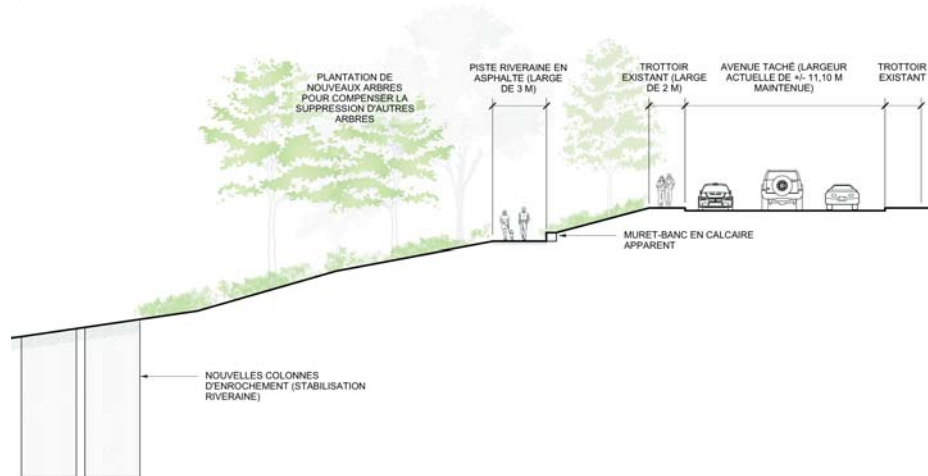 PLANTATION DE
NOUVEAUX ARBRES
POUR COMPENSER LA
SUPPRESSION D'AUTRES
ARBRES
PISTE RIVERAINE EN
ASPHALTE (LARGE
DE 3 M)
TROTTOIR
EXISTANT (LARGE
DE 2 M)
AVENUE TACHÉ (LARGEUR
ACTUELLE DE +/- 11,10 M
MAINTENUE)
TROTTOIR
EXISTANT
MURET-BANC EN CALCAIRE
APPARENT
NOUVELLES COLONNES
D'ENROCHEMENT (STABILISATION
RIVERAINE)